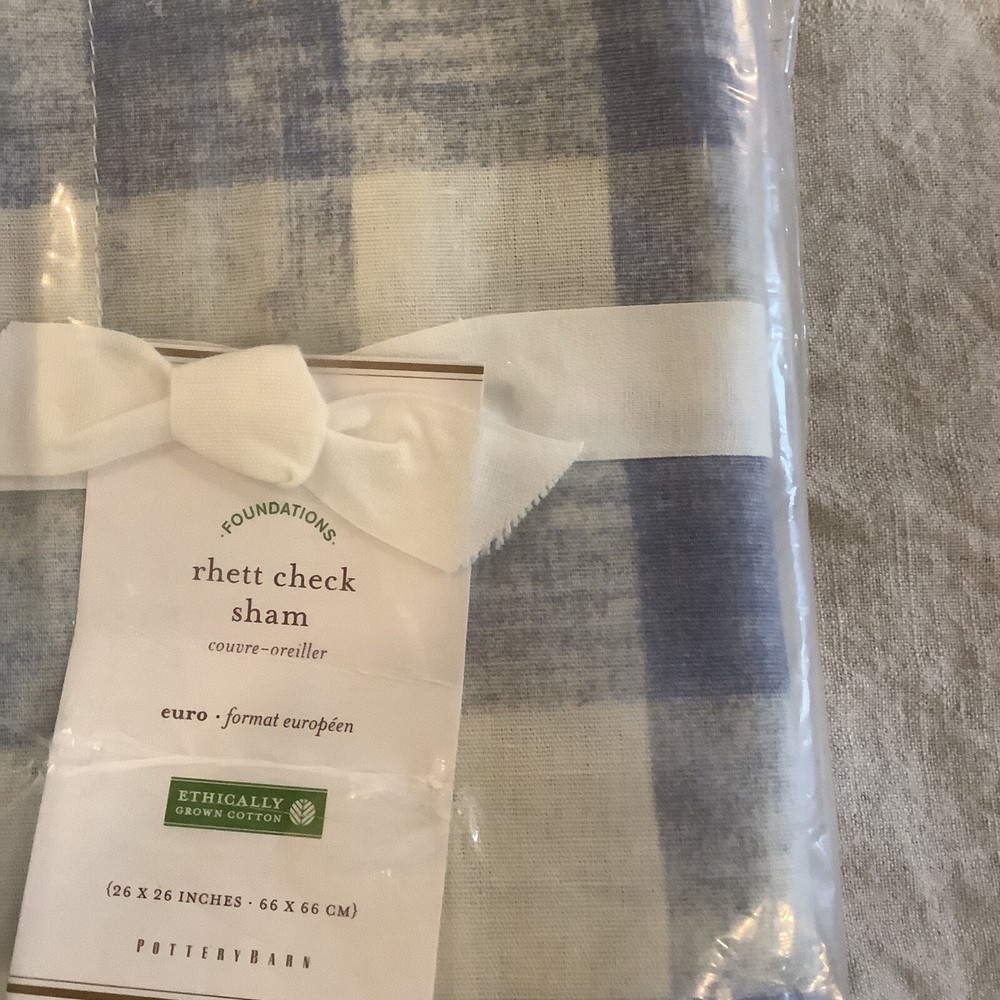 ·FOUNDATIONS·
rhett check
sham
couvre-oreiller
euro · format européen
ETHICALLY
GROWN COTTON
{26 X 26 INCHES · 66 X 66 CM}
POTTERYBARN